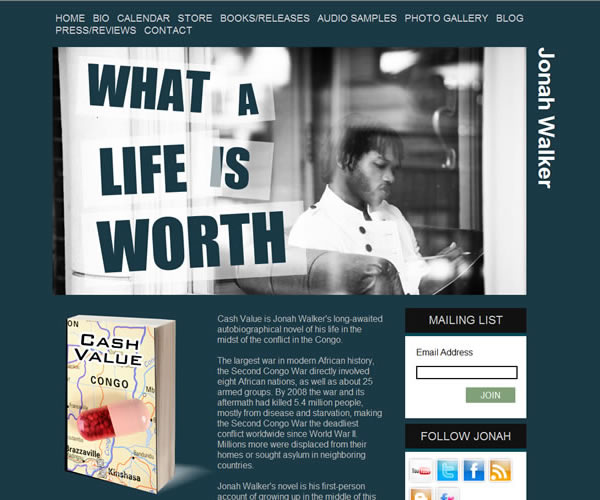 HOME BIO CALENDAR STORE BOOKS/RELEASES AUDIO SAMPLES PHOTO GALLERY BLOG
PRESS/REVIEWS CONTACT
Jonah Walker
WHAT A
LIFE IS
WORTH
CASH
VALUE
CONGO
Brazzaville
Kinshasa
Cash Value is Jonah Walker's long-awaited
autobiographical novel of his life in the
midst of the conflict in the Congo.
The largest war in modern African history,
the Second Congo War directly involved
eight African nations, as well as about 25
armed groups. By 2008 the war and its
aftermath had killed 5.4 million people,
mostly from disease and starvation, making
the Second Congo War the deadliest
conflict worldwide since World War II.
Millions more were displaced from their
homes or sought asylum in neighboring
countries.
Jonah Walker's novel is his first-person
account of growing up in the middle of this
MAILING LIST
Email Address
JOIN
FOLLOW JONAH
You Tube